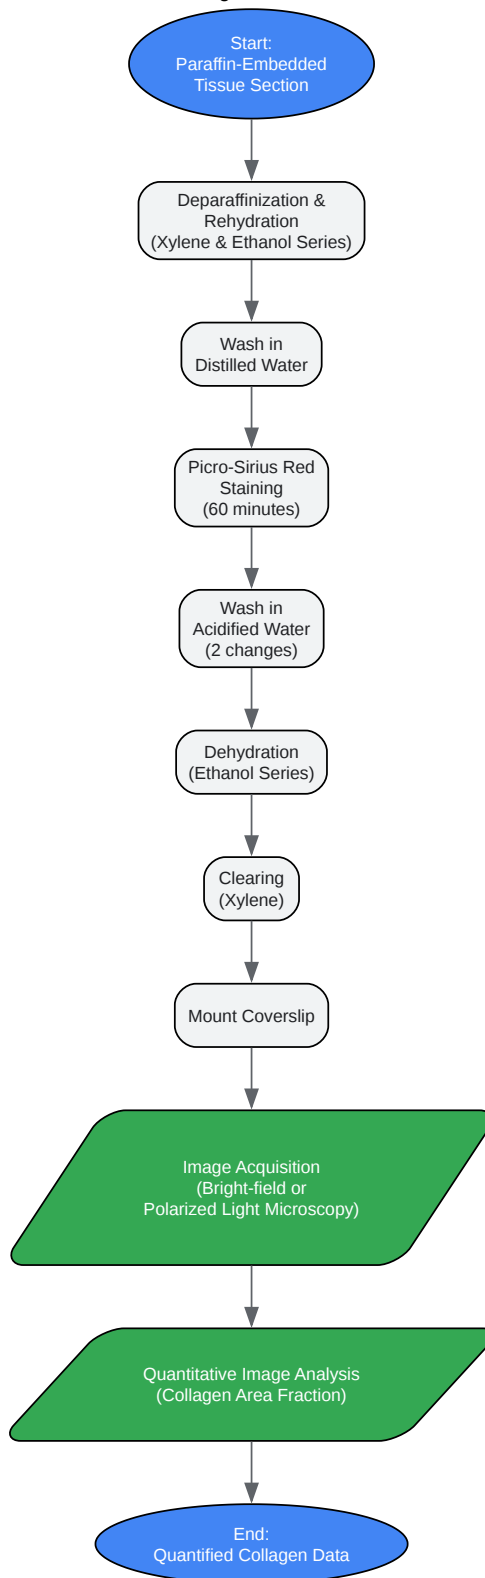 Start:
Paraffin-Embedded
Tissue Section
Deparaffinization &
Rehydration
(Xylene & Ethanol Series)
Wash in
Distilled Water
Picro-Sirius Red
Staining
(60 minutes)
Wash in
Acidified Water
(2 changes)
Dehydration
(Ethanol Series)
Clearing
(Xylene)
Mount Coverslip
Image Acquisition
(Bright-field or
Polarized Light Microscopy)
Quantitative Image Analysis
(Collagen Area Fraction)
End:
Quantified Collagen Data